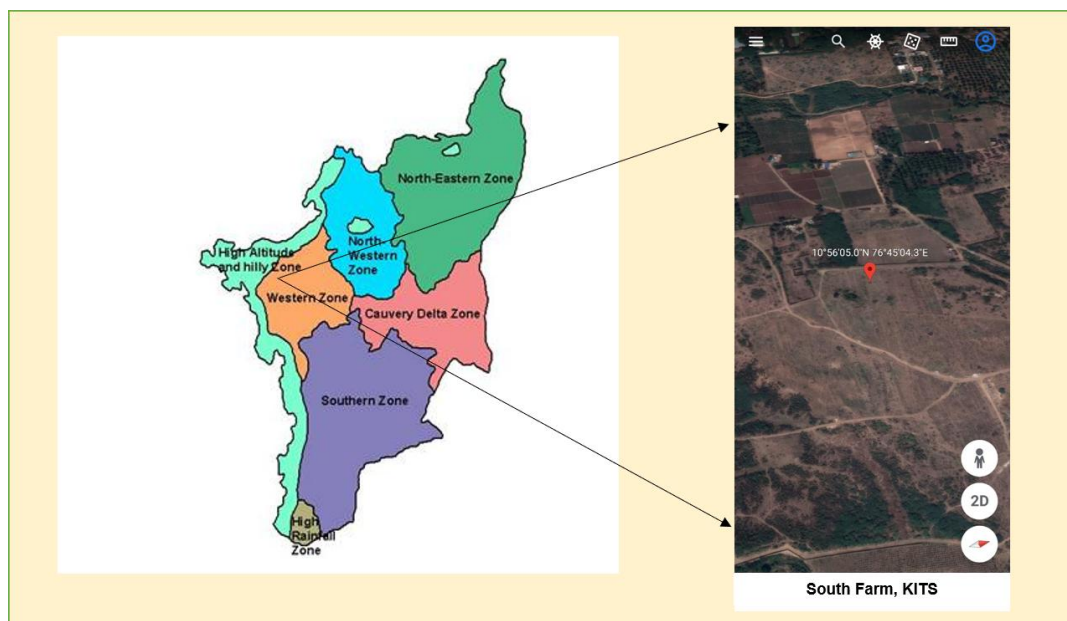 North-Eastern Zone
High Altitude
and hilly Zone
North-
Western
Zone
Western Zone
Cauvery Delta Zone
Southern Zone
High
Rainfall
Zone
10°56'05.0"N 76°45'04.3"E
2D
South Farm, KITS